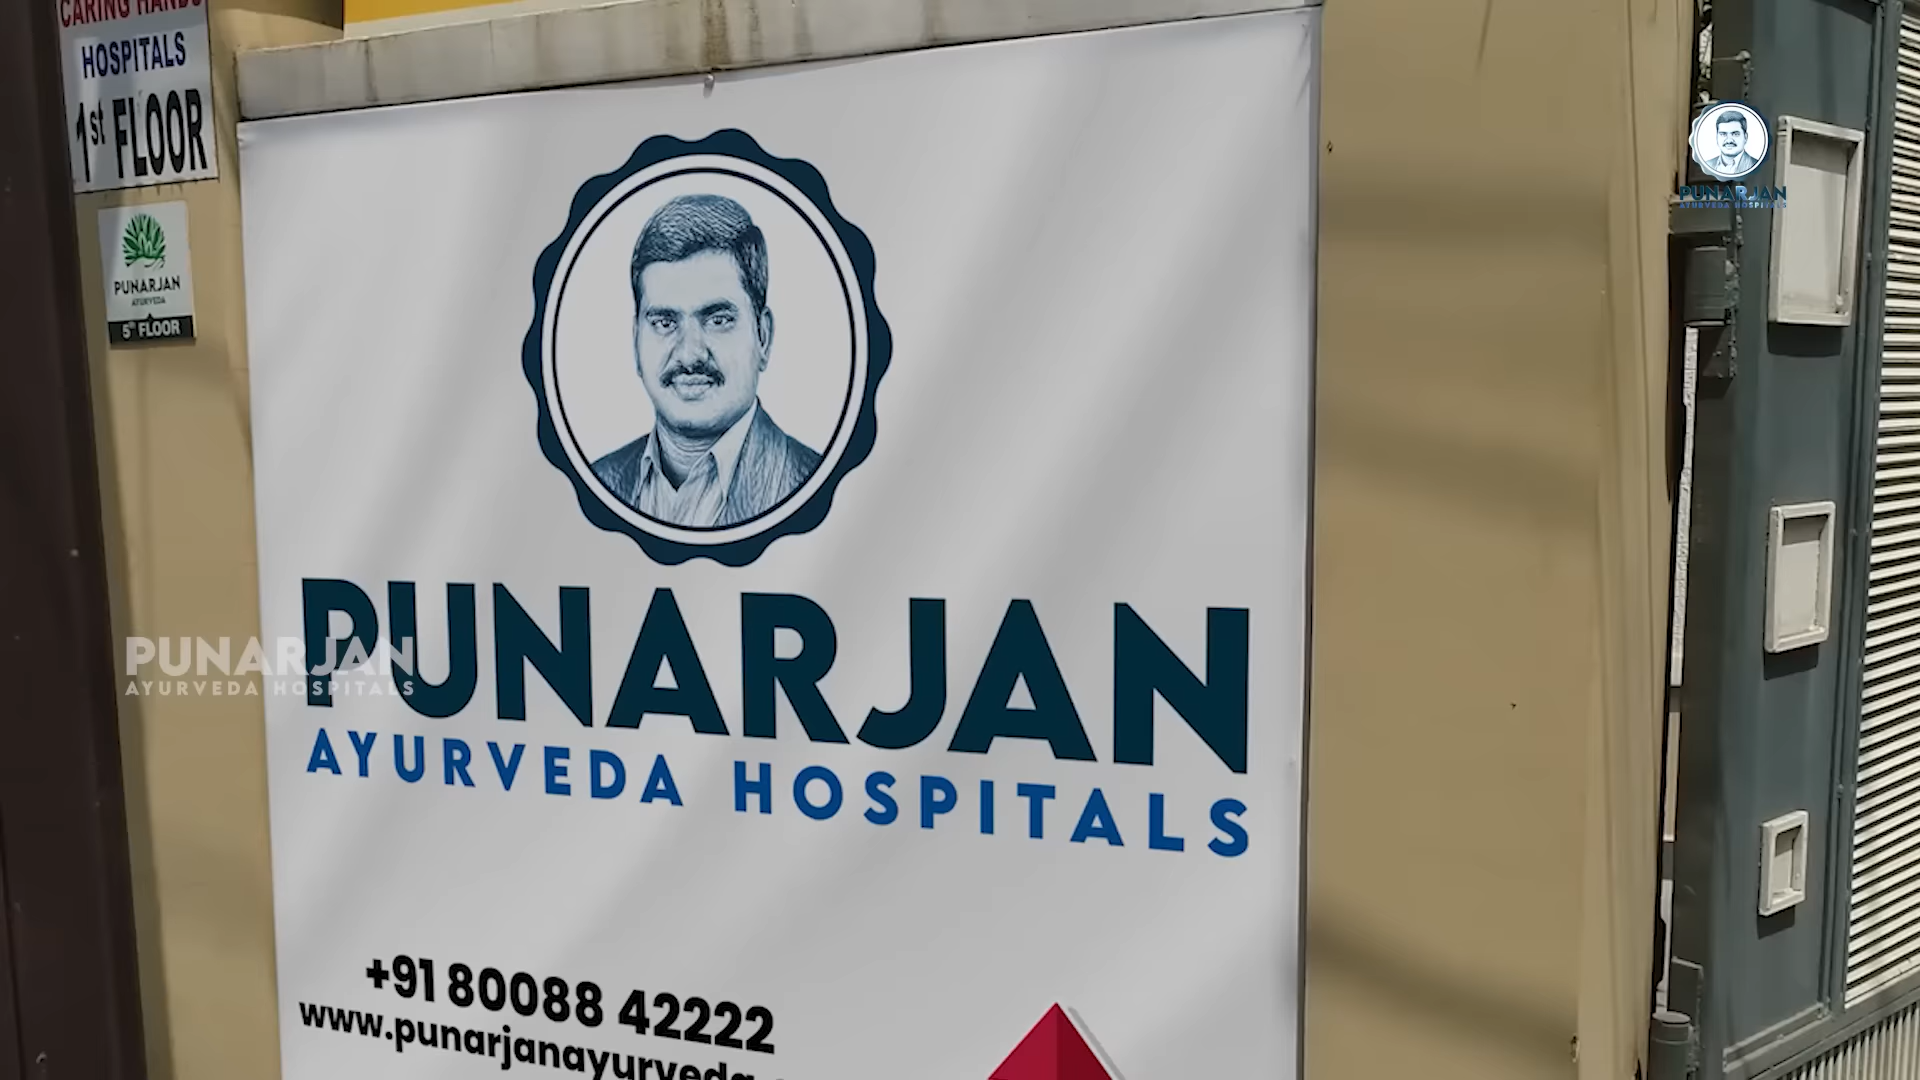 CARING HANDS
HOSPITALS
1st FLOOR
PUNARJAN
AYURVEDA
5th FLOOR
PUNARJAN
AYURVEDA HOSPITALS
+91 80088 42222
www.punarjanayurveda.
PUNARJAN
AYURVEDA HOSPITALS
PUNARJAN
AYURVEDA HOSPITALS